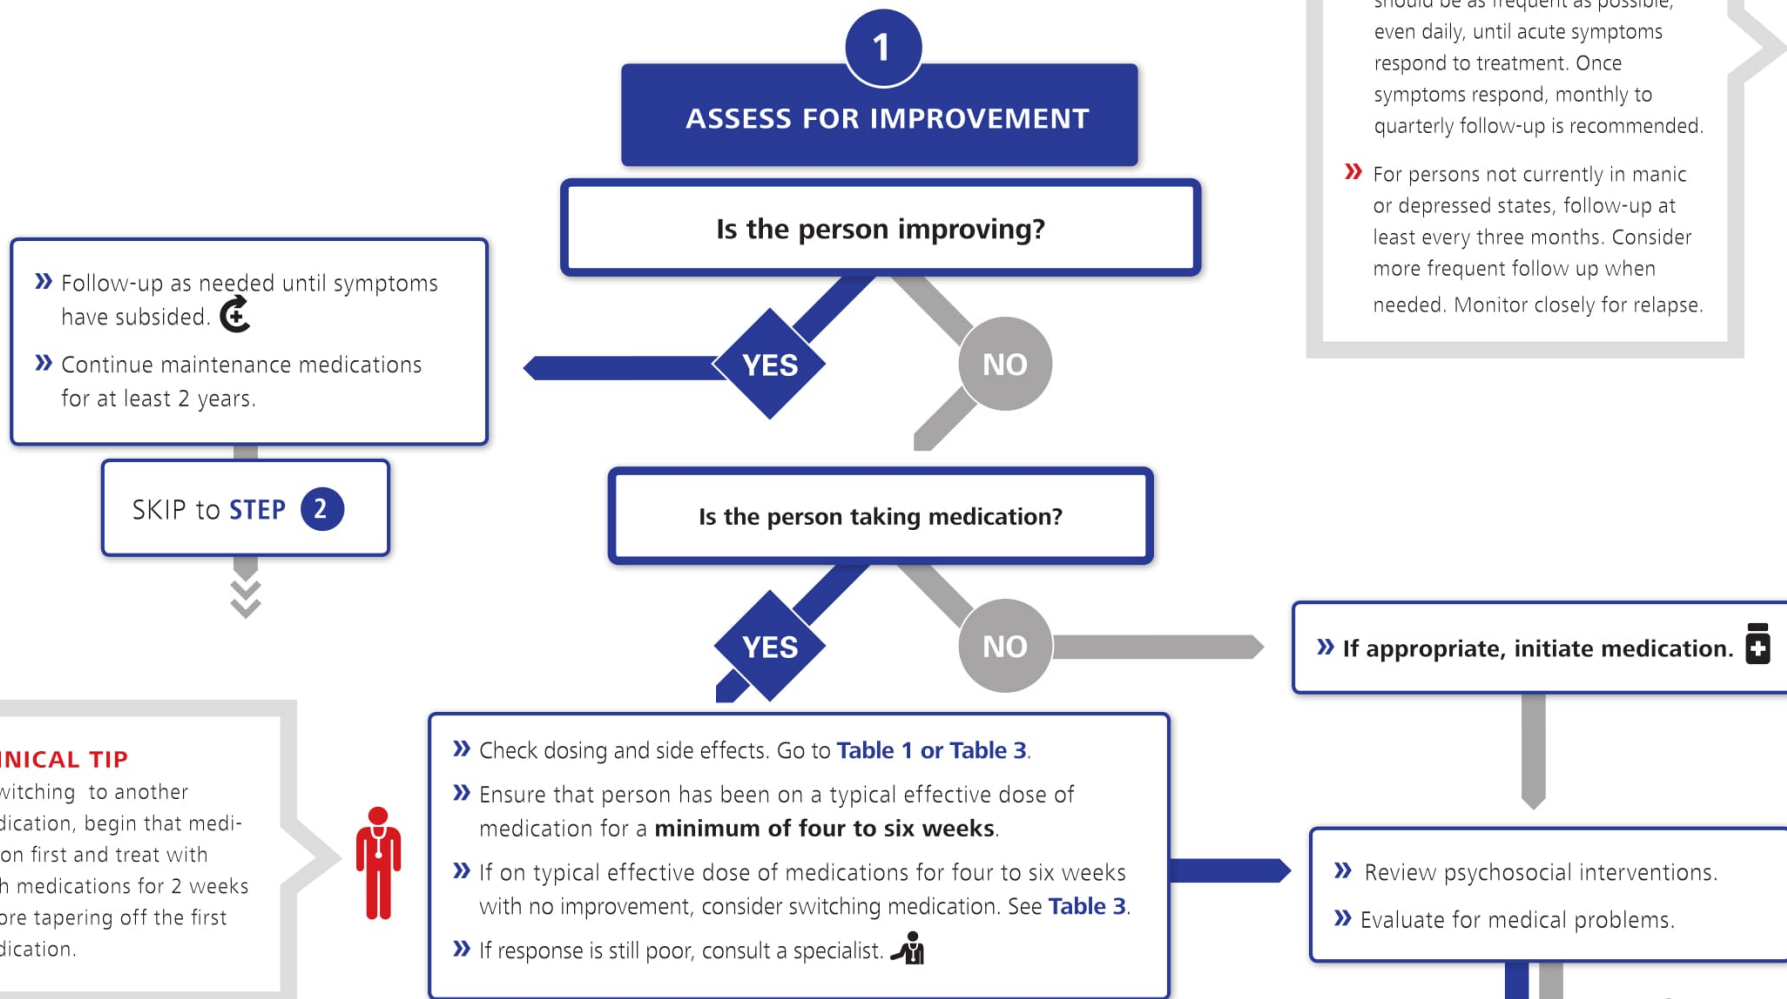 1
ASSESS FOR IMPROVEMENT
Is the person improving?
should be as frequent as possible,
even daily, until acute symptoms
respond to treatment. Once
symptoms respond, monthly to
quarterly follow-up is recommended.
» For persons not currently in manic
or depressed states, follow-up at
least every three months. Consider
more frequent follow up when
needed. Monitor closely for relapse.
YES
NO
» Follow-up as needed until symptoms
have subsided.
» Continue maintenance medications
for at least 2 years.
SKIP to STEP 2
Is the person taking medication?
YES
NO
» If appropriate, initiate medication.
» Check dosing and side effects. Go to Table 1 or Table 3.
» Ensure that person has been on a typical effective dose of
medication for a minimum of four to six weeks.
» If on typical effective dose of medications for four to six weeks
with no improvement, consider switching medication. See Table 3.
» If response is still poor, consult a specialist.
INICAL TIP
witching to another
dication, begin that medi-
on first and treat with
h medications for 2 weeks
ore tapering off the first
dication.
» Review psychosocial interventions.
» Evaluate for medical problems.